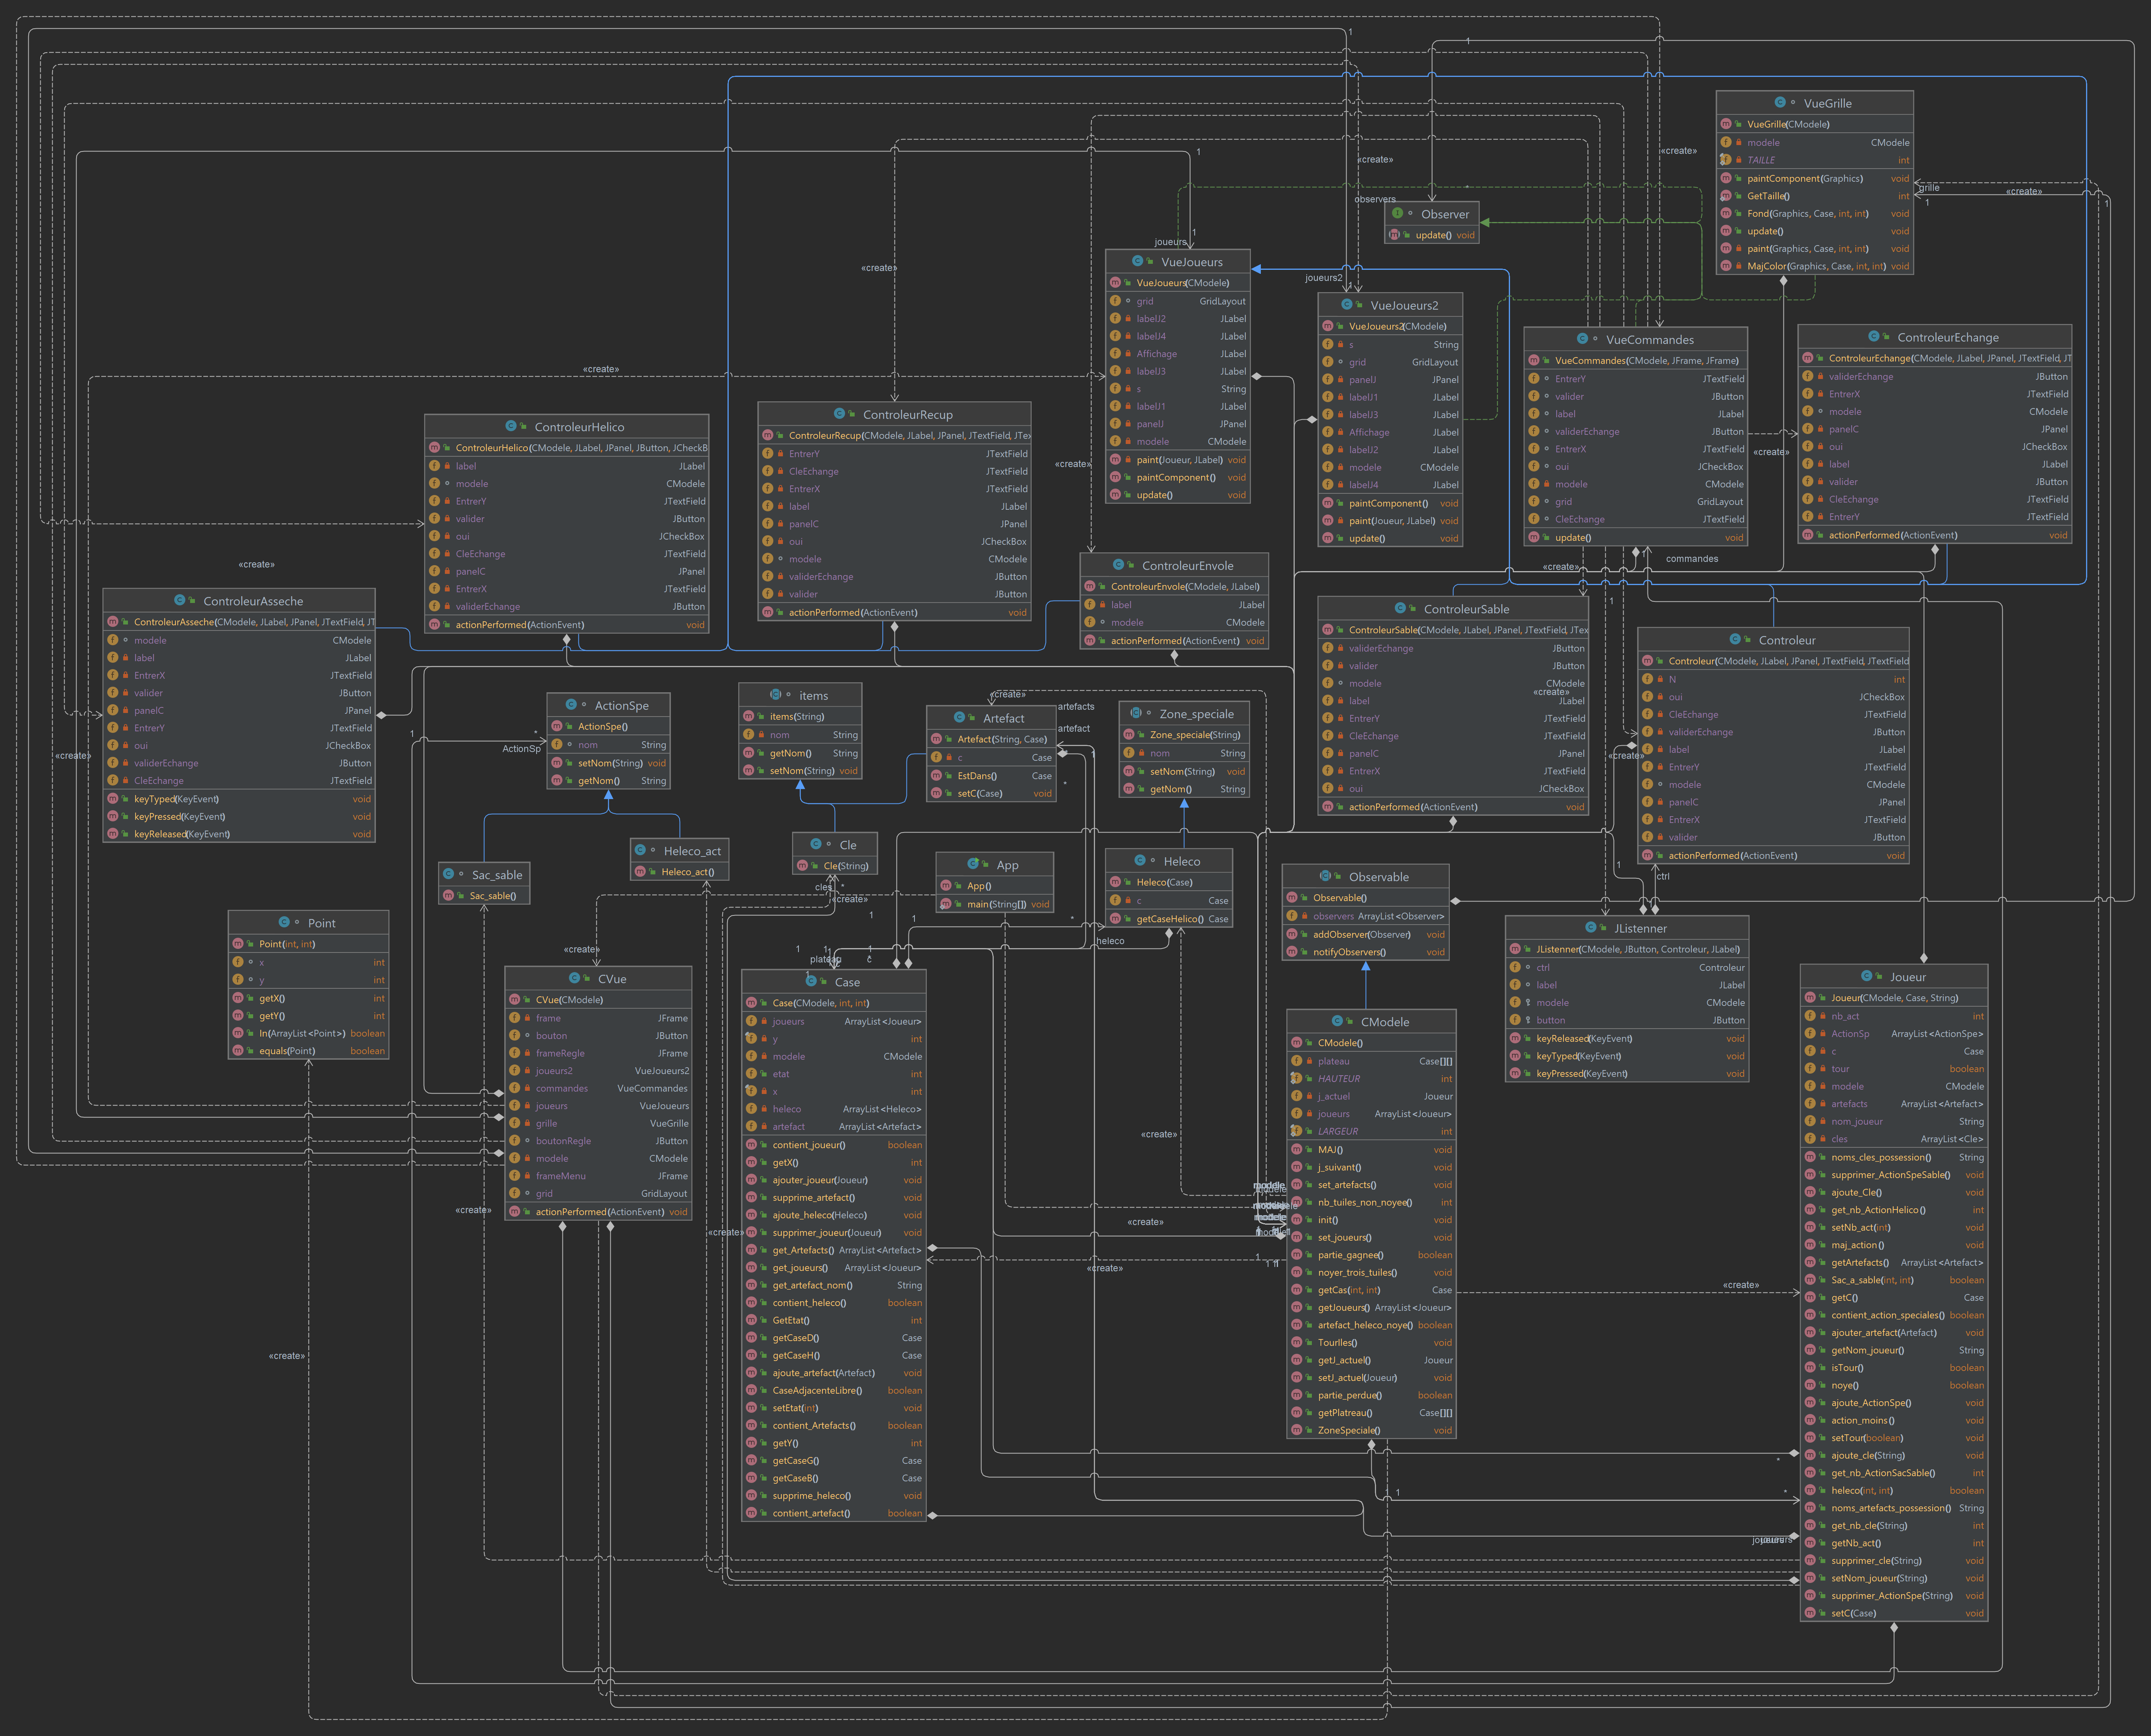 VueGrille
VueGrille(CModele)
modele CModele
TAILLE int
paintComponent(Graphics) void
GetTaille() int
Fond(Graphics, Case, int, int) void
update() void
paint(Graphics, Case, int, int) void
MajColor(Graphics, Case, int, int) void
Observer
update() void
VueJoueurs
VueJoueurs(CModele)
grid GridLayout
labelJ2 JLabel
labelJ4 JLabel
Affichage JLabel
labelJ3 JLabel
s String
labelJ1 JLabel
panelJ JPanel
modele CModele
paint(Joueur, JLabel) void
paintComponent() void
update() void
VueJoueurs2
VueJoueurs2(CModele)
s String
grid GridLayout
panelJ JPanel
labelJ1 JLabel
labelJ3 JLabel
Affichage JLabel
labelJ2 JLabel
modele CModele
labelJ4 JLabel
paintComponent() void
paint(Joueur, JLabel) void
update() void
VueCommandes
VueCommandes(CModele, JFrame, JFrame)
EntrerY JTextField
valider JButton
label JLabel
validerEchange JButton
EntrerX JTextField
oui JCheckBox
modele CModele
grid GridLayout
CleEchange JTextField
update() void
ControleurEchange
ControleurEchange(CModele, JLabel, JPanel, JTextField, JT
validerEchange JButton
EntrerX JTextField
modele CModele
panelC JPanel
oui JCheckBox
label JLabel
valider JButton
CleEchange JTextField
EntrerY JTextField
actionPerformed(ActionEvent) void
ControleurHelico
ControleurHelico(CModele, JLabel, JPanel, JButton, JCheckB
label JLabel
modele CModele
EntrerY JTextField
valider JButton
oui JCheckBox
CleEchange JTextField
panelC JPanel
EntrerX JTextField
validerEchange JButton
actionPerformed(ActionEvent) void
ControleurRecup
ControleurRecup(CModele, JLabel, JPanel, JTextField, JTex
EntrerY JTextField
CleEchange JTextField
EntrerX JTextField
label JLabel
panelC JPanel
oui JCheckBox
modele CModele
validerEchange JButton
valider JButton
actionPerformed(ActionEvent) void
ControleurEnvole
ControleurEnvole(CModele, JLabel)
label JLabel
modele CModele
actionPerformed(ActionEvent) void
ControleurAsseche
ControleurAsseche(CModele, JLabel, JPanel, JTextField, JT
modele CModele
label JLabel
EntrerX JTextField
valider JButton
panelC JPanel
EntrerY JTextField
oui JCheckBox
validerEchange JButton
CleEchange JTextField
keyTyped(KeyEvent) void
keyPressed(KeyEvent) void
keyReleased(KeyEvent) void
ControleurSable
ControleurSable(CModele, JLabel, JPanel, JTextField, JTex
validerEchange JButton
valider JButton
modele CModele
label JLabel
EntrerY JTextField
CleEchange JTextField
panelC JPanel
EntrerX JTextField
oui JCheckBox
actionPerformed(ActionEvent) void
Controleur
Controleur(CModele, JLabel, JPanel, JTextField, JTextField
N int
oui JCheckBox
CleEchange JTextField
validerEchange JButton
label JLabel
EntrerY JTextField
modele CModele
panelC JPanel
EntrerX JTextField
valider JButton
actionPerformed(ActionEvent) void
ActionSpe
ActionSpe()
nom String
setNom(String) void
getNom() String
items
items(String)
nom String
getNom() String
setNom(String) void
Artefact
Artefact(String, Case)
c Case
EstDans() Case
setC(Case) void
Zone_speciale
Zone_speciale(String)
nom String
setNom(String) void
getNom() String
Sac_sable
Sac_sable()
Heleco_act
Heleco_act()
Cle
Cle(String)
App
App()
main(String[]) void
Heleco
Heleco(Case)
c Case
getCaseHelico() Case
Observable
Observable()
observers ArrayList<Observer>
addObserver(Observer) void
notifyObservers() void
JListenner
JListenner(CModele, JButton, Controleur, JLabel)
ctrl Controleur
label JLabel
modele CModele
button JButton
keyReleased(KeyEvent) void
keyTyped(KeyEvent) void
keyPressed(KeyEvent) void
Point
Point(int, int)
x int
y int
getX() int
getY() int
In(ArrayList<Point>) boolean
equals(Point) boolean
CVue
CVue(CModele)
frame JFrame
bouton JButton
frameRegle JFrame
joueurs2 VueJoueurs2
commandes VueCommandes
joueurs VueJoueurs
grille VueGrille
boutonRegle JButton
modele CModele
frameMenu JFrame
grid GridLayout
actionPerformed(ActionEvent) void
Case
Case(CModele, int, int)
joueurs ArrayList<Joueur>
y int
modele CModele
etat int
x int
heleco ArrayList<Heleco>
artefact ArrayList<Artefact>
contient_joueur() boolean
getX() int
ajouter_joueur(Joueur) void
supprime_artefact() void
ajoute_heleco(Heleco) void
supprimer_joueur(Joueur) void
get_Artefacts() ArrayList<Artefact>
get_joueurs() ArrayList<Joueur>
get_artefact_nom() String
contient_heleco() boolean
GetEtat() int
getCaseD() Case
getCaseH() Case
ajoute_artefact(Artefact) void
CaseAdjacenteLibre() boolean
setEtat(int) void
contient_Artefacts() boolean
getY() int
getCaseG() Case
getCaseB() Case
supprime_heleco() void
contient_artefact() boolean
CModele
CModele()
plateau Case[][]
HAUTEUR int
j_actuel Joueur
joueurs ArrayList<Joueur>
LARGEUR int
MAJ() void
j_suivant() void
set_artefacts() void
nb_tuiles_non_noyee() int
init() void
set_joueurs() void
partie_gagnee() boolean
noyer_trois_tuiles() void
getCas(int, int) Case
getJoueurs() ArrayList<Joueur>
artefact_heleco_noye() boolean
TourIles() void
getJ_actuel() Joueur
setJ_actuel(Joueur) void
partie_perdue() boolean
getPlatreau() Case[][]
ZoneSpeciale() void
Joueur
Joueur(CModele, Case, String)
nb_act int
ActionSp ArrayList<ActionSpe>
c Case
tour boolean
modele CModele
artefacts ArrayList<Artefact>
nom_joueur String
cles ArrayList<Cle>
noms_cles_possession() String
supprimer_ActionSpeSable() void
ajoute_Cle() void
get_nb_ActionHelico() int
setNb_act(int) void
maj_action() void
getArtefacts() ArrayList<Artefact>
Sac_a_sable(int, int) boolean
getC() Case
contient_action_speciales() boolean
ajouter_artefact(Artefact) void
getNom_joueur() String
isTour() boolean
noye() boolean
ajoute_ActionSpe() void
action_moins() void
setTour(boolean) void
ajoute_cle(String) void
get_nb_ActionSacSable() int
heleco(int, int) boolean
noms_artefacts_possession() String
get_nb_cle(String) int
getNb_act() int
supprimer_cle(String) void
setNom_joueur(String) void
supprimer_ActionSpe(String) void
setC(Case) void
«create»
«create»
«create»
grille
observers
joueurs
joueurs2
«create»
«create»
«create»
«create»
commandes
«create»
«create»
«create»
«create»
«create»
artefacts
artefact
ActionSp
«create»
ctrl
cles
«create»
«create»
heleco
plateau
«create»
«create»
«create»
«create»
«create»
«create»
«create»